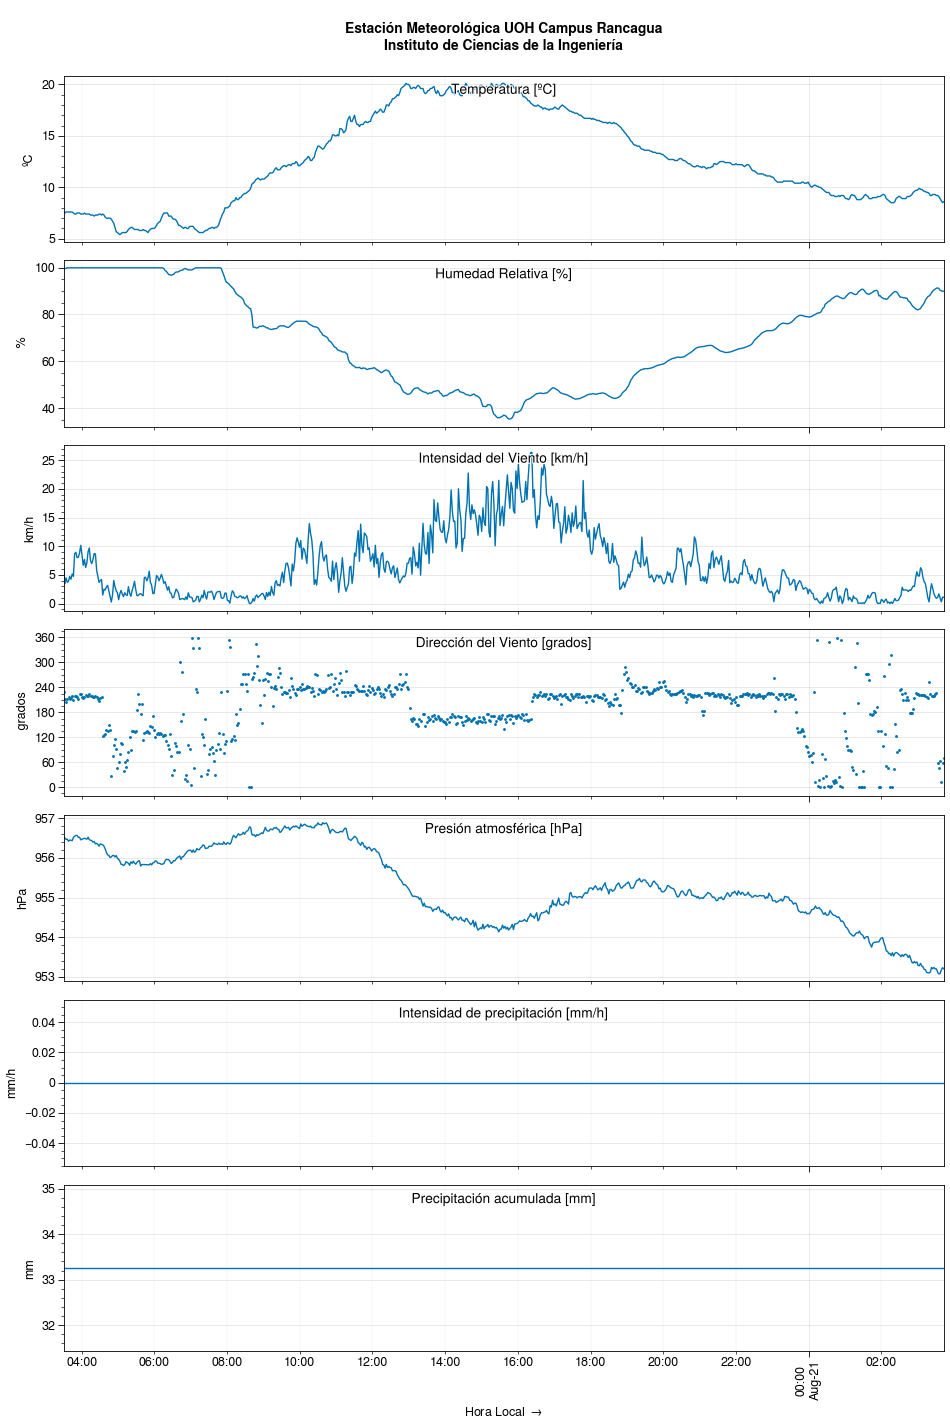 Estación Meteorológica UOH Campus Rancagua
Instituto de Ciencias de la Ingeniería
Temperatura [ºC]
20
15
10
5
ºC
Humedad Relativa [%]
100
80
60
40
%
Intensidad del Viento [km/h]
25
20
15
10
5
0
km/h
Dirección del Viento [grados]
360
300
240
180
120
60
0
grados
Presión atmosférica [hPa]
957
956
955
954
953
hPa
Intensidad de precipitación [mm/h]
0.04
0.02
0
−0.02
−0.04
mm/h
Precipitación acumulada [mm]
35
34
33
32
mm
04:00 06:00 08:00 10:00 12:00 14:00 16:00 18:00 20:00 22:00 00:00 02:00
Aug-21
Hora Local →